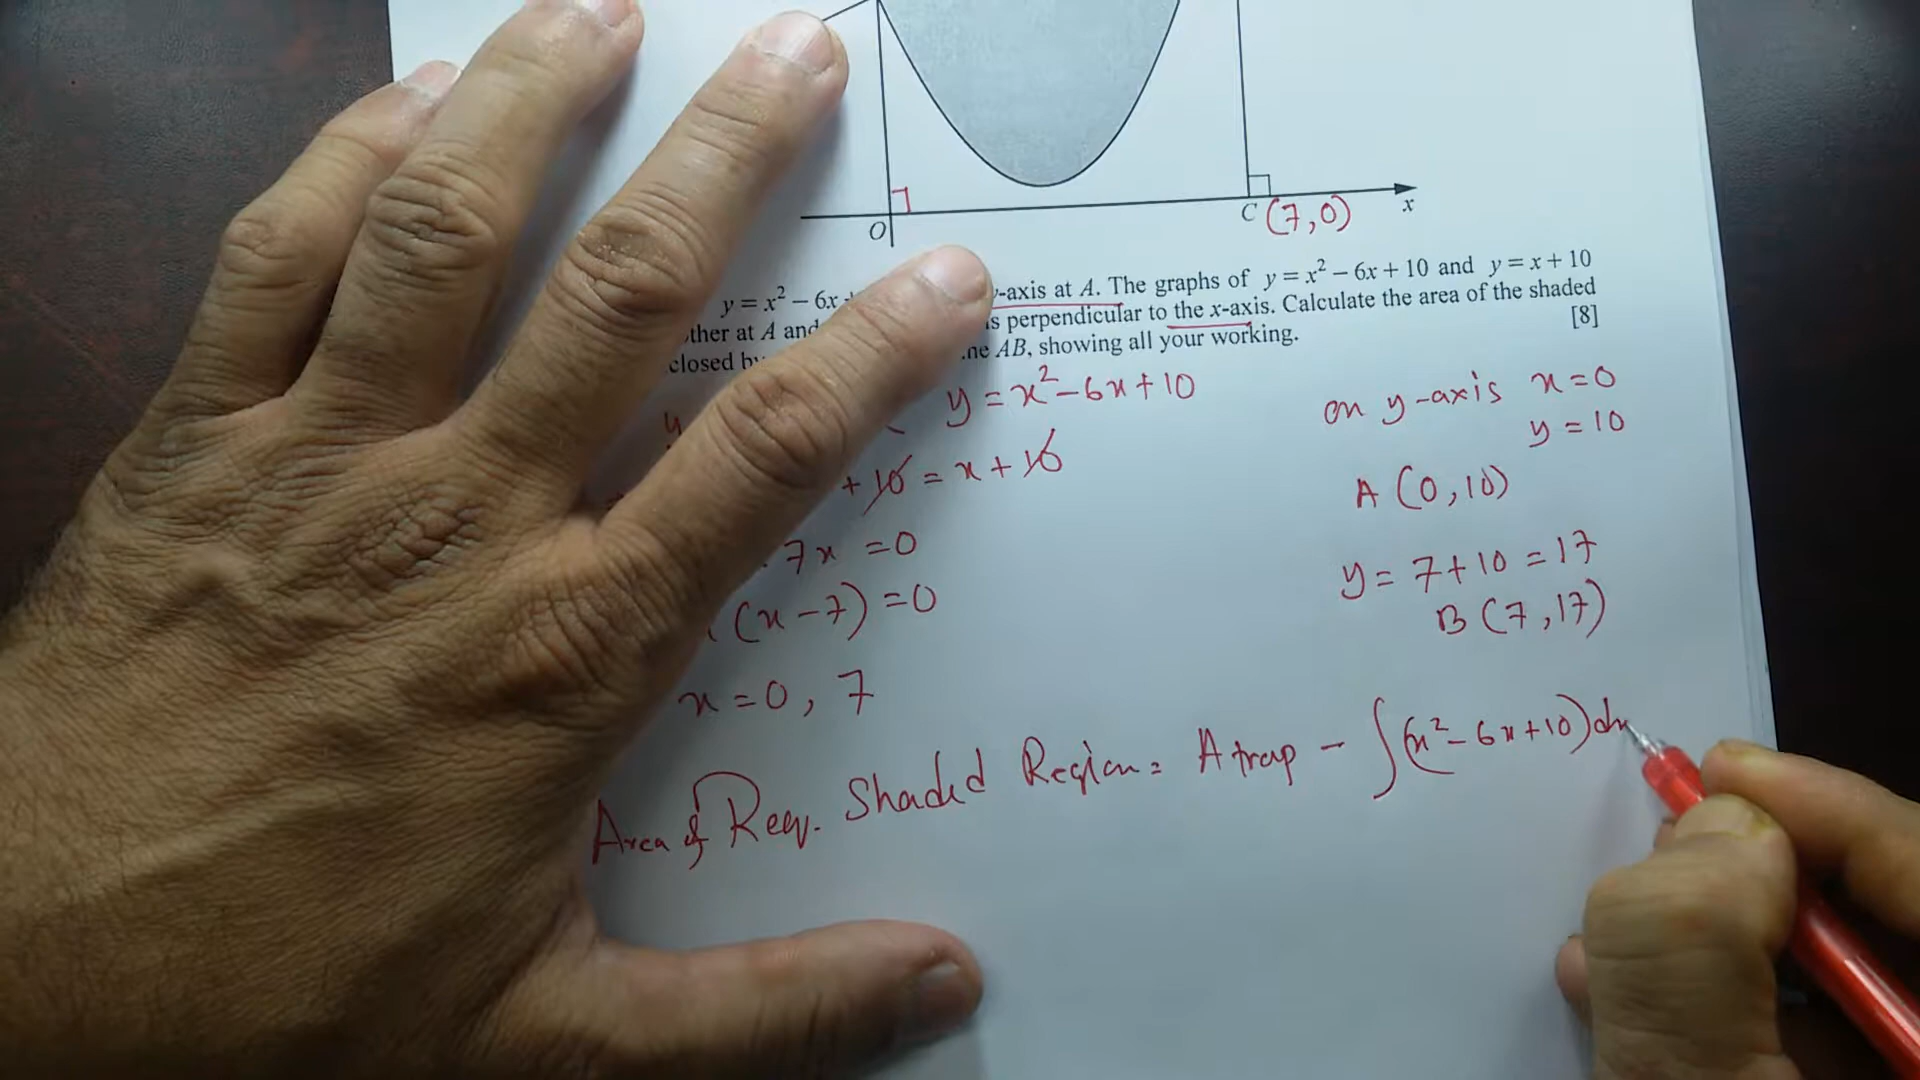 O
C (7,0)
x
y = x² − 6x -axis at A. The graphs of y = x² − 6x + 10 and y = x + 10
other at A and is perpendicular to the x-axis. Calculate the area of the shaded
closed by AB, showing all your working. [8]
y = x² − 6x + 10
on y-axis x = 0
y = 10
+ 10 = x + 10
A (0, 10)
7x = 0
y = 7 + 10 = 17
(x − 7) = 0
B (7, 17)
x = 0, 7
Area of Req. Shaded Region = A trap − ∫(x² − 6x + 10) dx